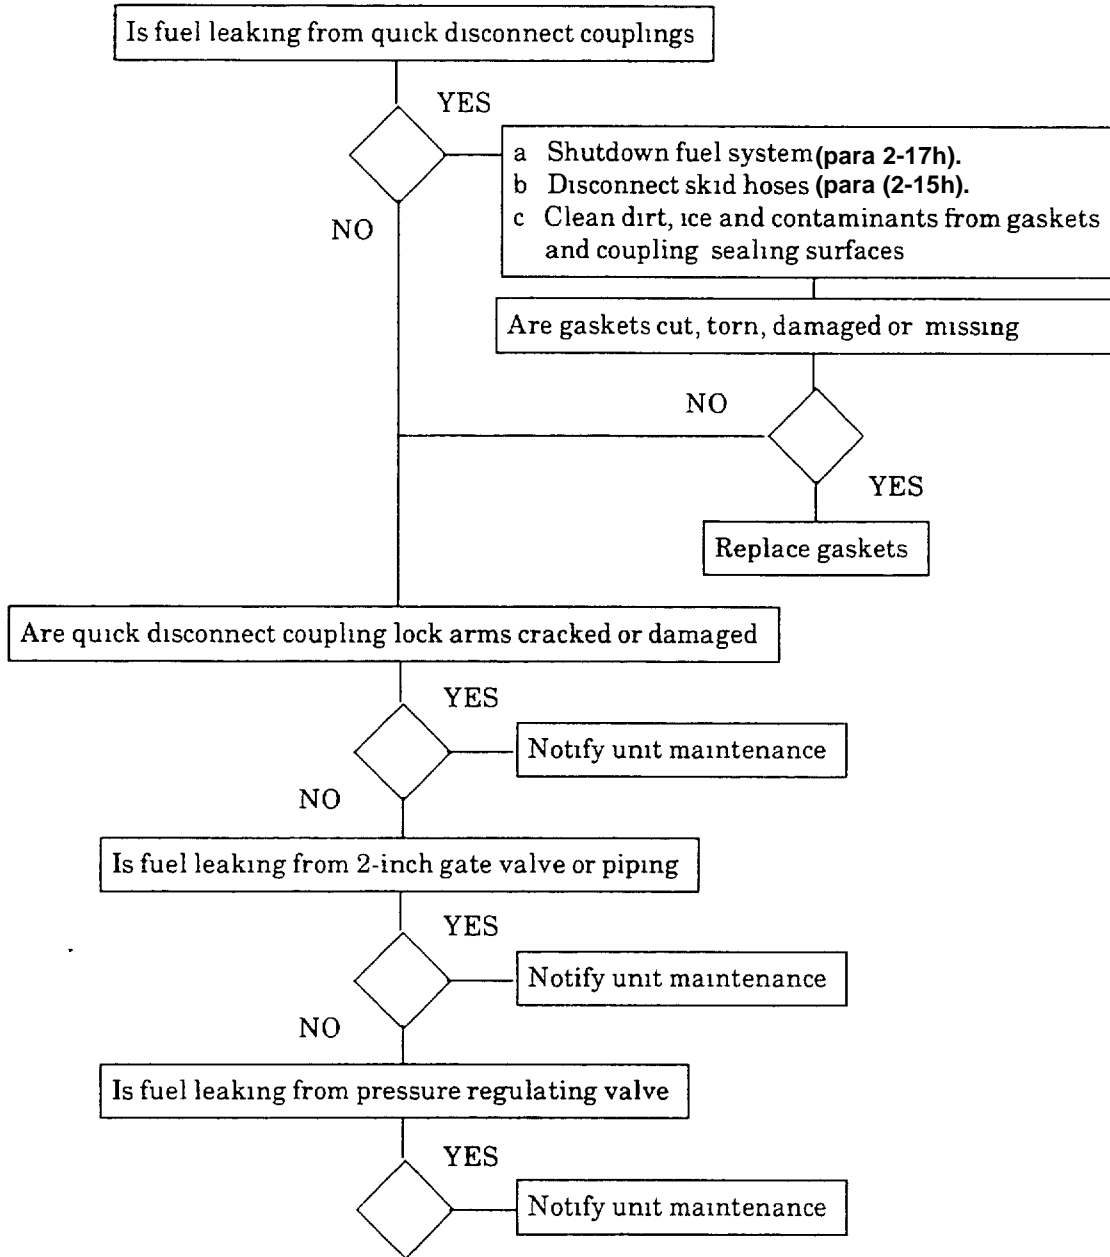 Is fuel leaking from quick disconnect couplings
YES
a Shutdown fuel system (para 2-17h).
b Disconnect skid hoses (para (2-15h).
c Clean dirt, ice and contaminants from gaskets
and coupling sealing surfaces
NO
Are gaskets cut, torn, damaged or missing
NO
YES
Replace gaskets
Are quick disconnect coupling lock arms cracked or damaged
YES
Notify unit maintenance
NO
Is fuel leaking from 2-inch gate valve or piping
YES
Notify unit maintenance
NO
Is fuel leaking from pressure regulating valve
YES
Notify unit maintenance